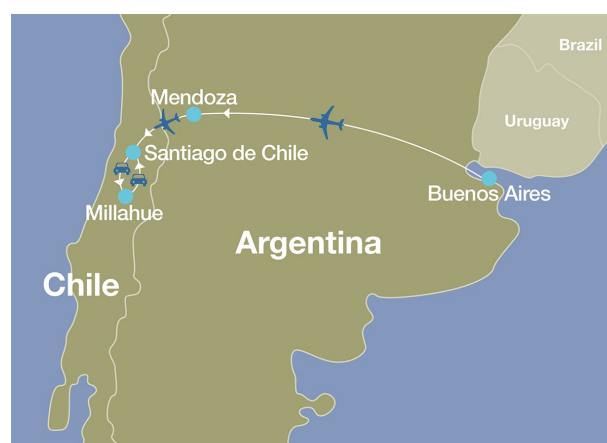 Brazil
Mendoza
Uruguay
Santiago de Chile
Buenos Aires
Millahue
Argentina
Chile